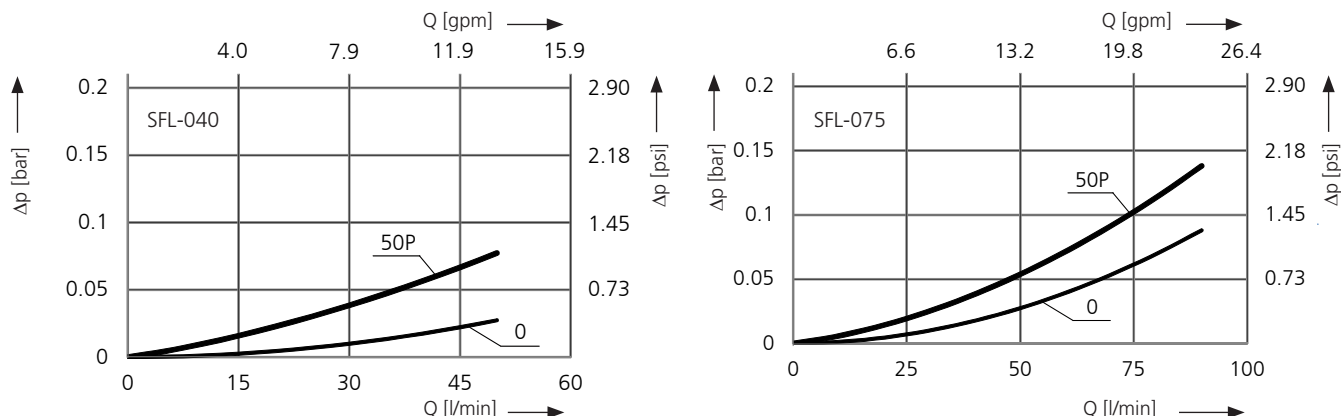 Q [gpm]
4.0 7.9 11.9 15.9
0.2 2.90
SFL-040
0.15 2.18
Δp [bar] Δp [psi]
0.1 1.45
50P
0.05 0.73
0
0
0 15 30 45 60
Q [l/min]
Q [gpm]
6.6 13.2 19.8 26.4
0.2 2.90
SFL-075
0.15 2.18
Δp [bar] Δp [psi]
50P
0.1 1.45
0.05 0.73
0
0
0 25 50 75 100
Q [l/min]